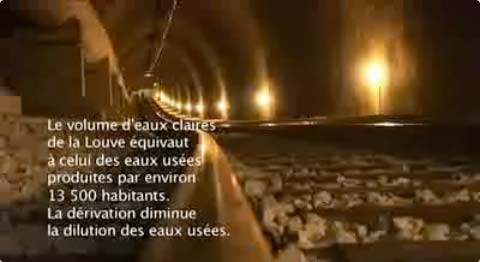 Le volume d'eaux claires
de la Louve équivaut
à celui des eaux usées
produites par environ
13 500 habitants.
La dérivation diminue
la dilution des eaux usées.